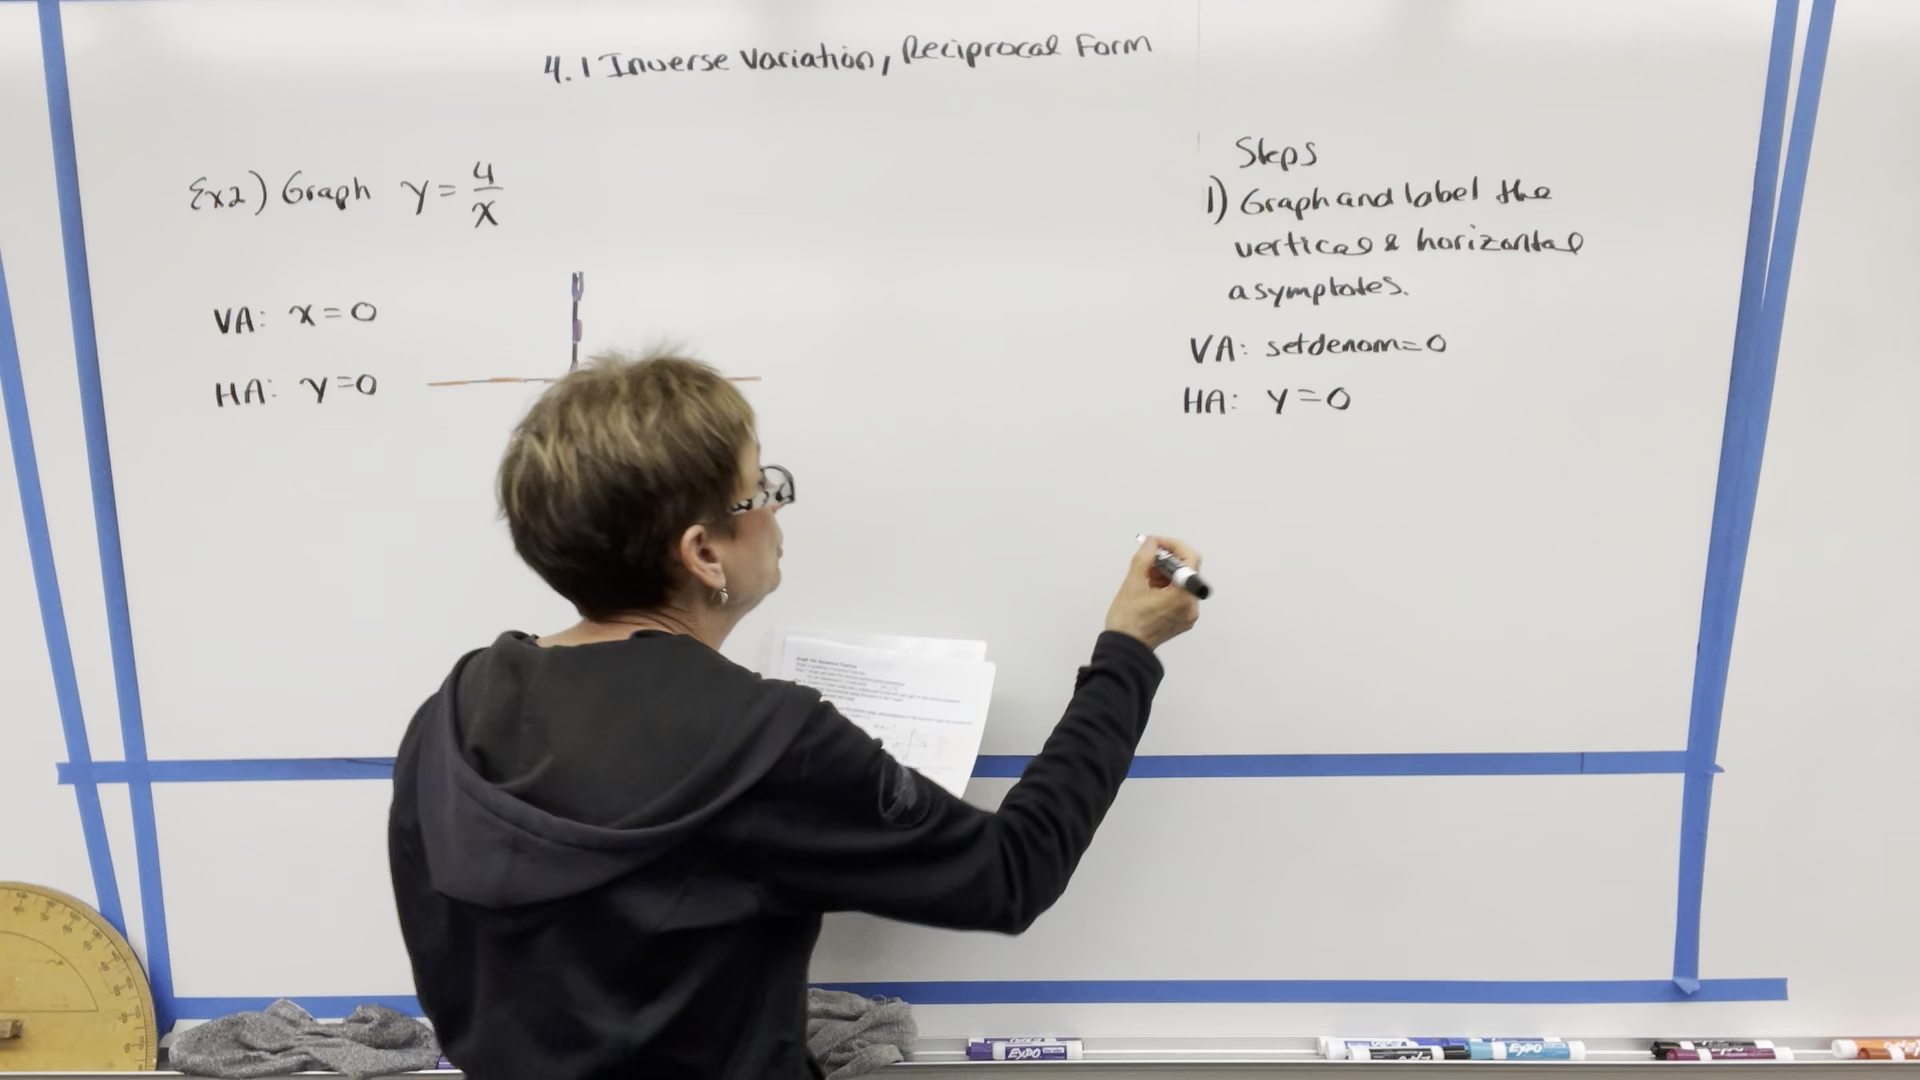 4.1 Inverse Variation, Reciprocal Form
Ex2) Graph y = 4/x
VA: x = 0
HA: y = 0
Steps
1) Graph and label the
vertical & horizontal
asymptotes.
VA: set denom = 0
HA: y = 0
EXPO
EXPO